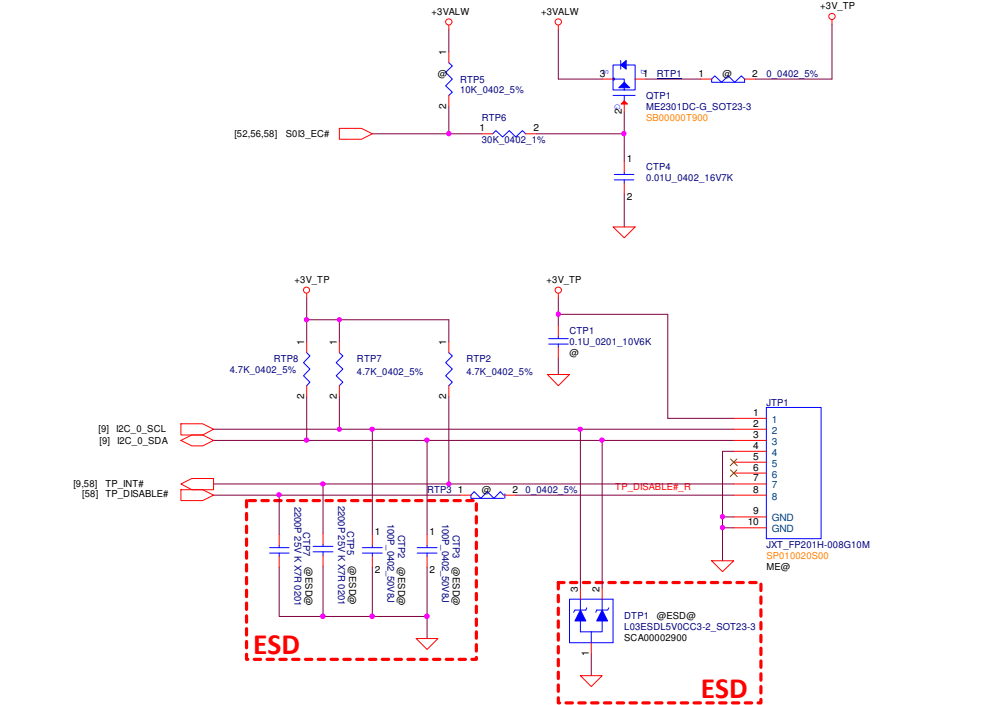 +3VALW
+3VALW
+3V_TP
1
@
RTP5
10K_0402_5%
2
3
1
RTP1
1
@
2
0_0402_5%
QTP1
ME2301DC-G_SOT23-3
SB00000T900
2
[52,56,58] S0I3_EC#
RTP6
1
2
30K_0402_1%
1
CTP4
0.01U_0402_16V7K
2
+3V_TP
+3V_TP
1
1
1
RTP8
4.7K_0402_5%
RTP7
4.7K_0402_5%
RTP2
4.7K_0402_5%
2
2
2
CTP1
0.1U_0201_10V6K
@
JTP1
1
2
3
4
5
6
7
8
9
10
1
2
3
4
5
6
7
8
GND
GND
JXT_FP201H-008G10M
SP010020S00
ME@
[9] I2C_0_SCL
[9] I2C_0_SDA
[9,58] TP_INT#
[58] TP_DISABLE#
RTP3
1
@
2
0_0402_5%
TP_DISABLE#_R
CTP7 @ESD@
2200P 25V K X7R 0201
CTP5 @ESD@
2200P 25V K X7R 0201
1
2
CTP2 @ESD@
100P_0402_50V8J
1
2
CTP3 @ESD@
100P_0402_50V8J
ESD
3
2
DTP1 @ESD@
L03ESDL5V0CC3-2_SOT23-3
SCA00002900
1
ESD